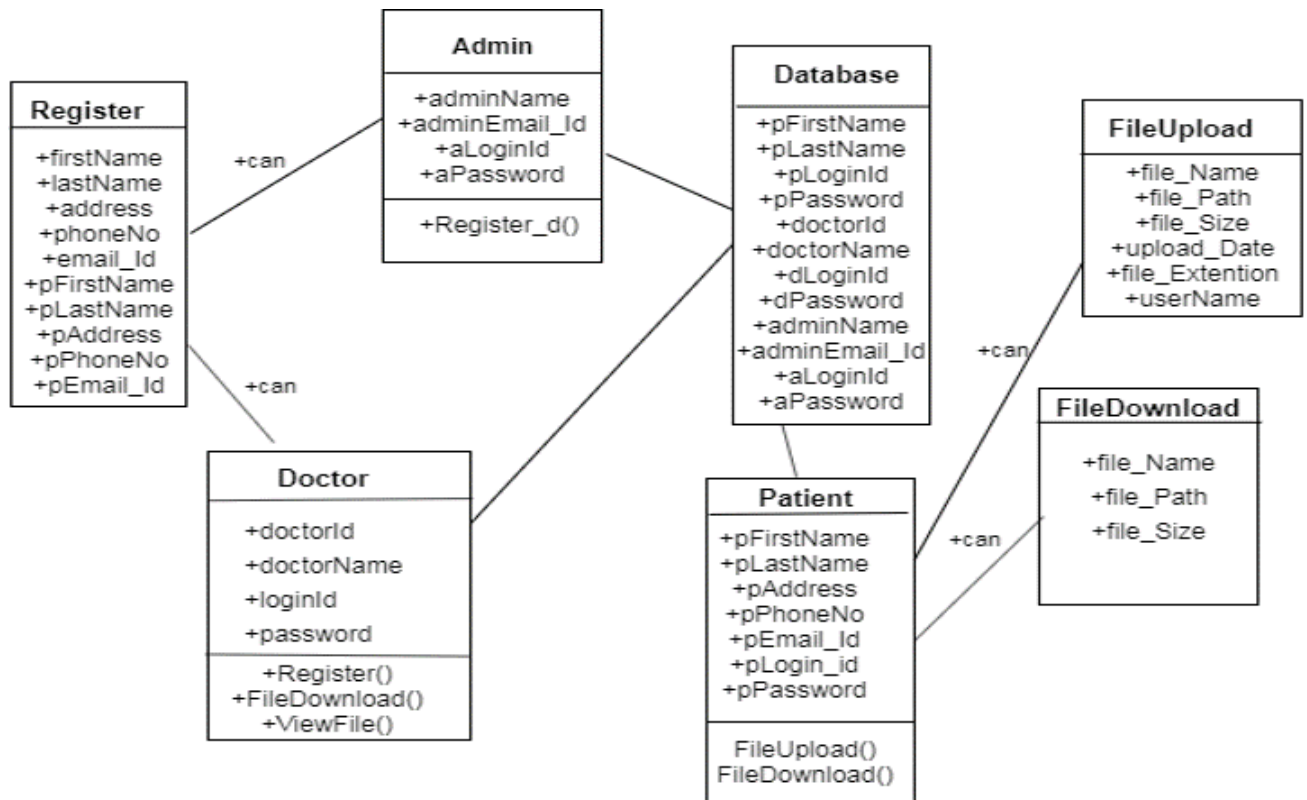 Register
+firstName
+lastName
+address
+phoneNo
+email_Id
+pFirstName
+pLastName
+pAddress
+pPhoneNo
+pEmail_Id
+can
+can
Admin
+adminName
+adminEmail_Id
+aLoginId
+aPassword
+Register_d()
Database
+pFirstName
+pLastName
+pLoginId
+pPassword
+doctorId
+doctorName
+dLoginId
+dPassword
+adminName
+adminEmail_Id
+aLoginId
+aPassword
FileUpload
+file_Name
+file_Path
+file_Size
+upload_Date
+file_Extention
+userName
+can
FileDownload
+file_Name
+file_Path
+file_Size
+can
Doctor
+doctorId
+doctorName
+loginId
+password
+Register()
+FileDownload()
+ViewFile()
Patient
+pFirstName
+pLastName
+pAddress
+pPhoneNo
+pEmail_Id
+pLogin_id
+pPassword
FileUpload()
FileDownload()